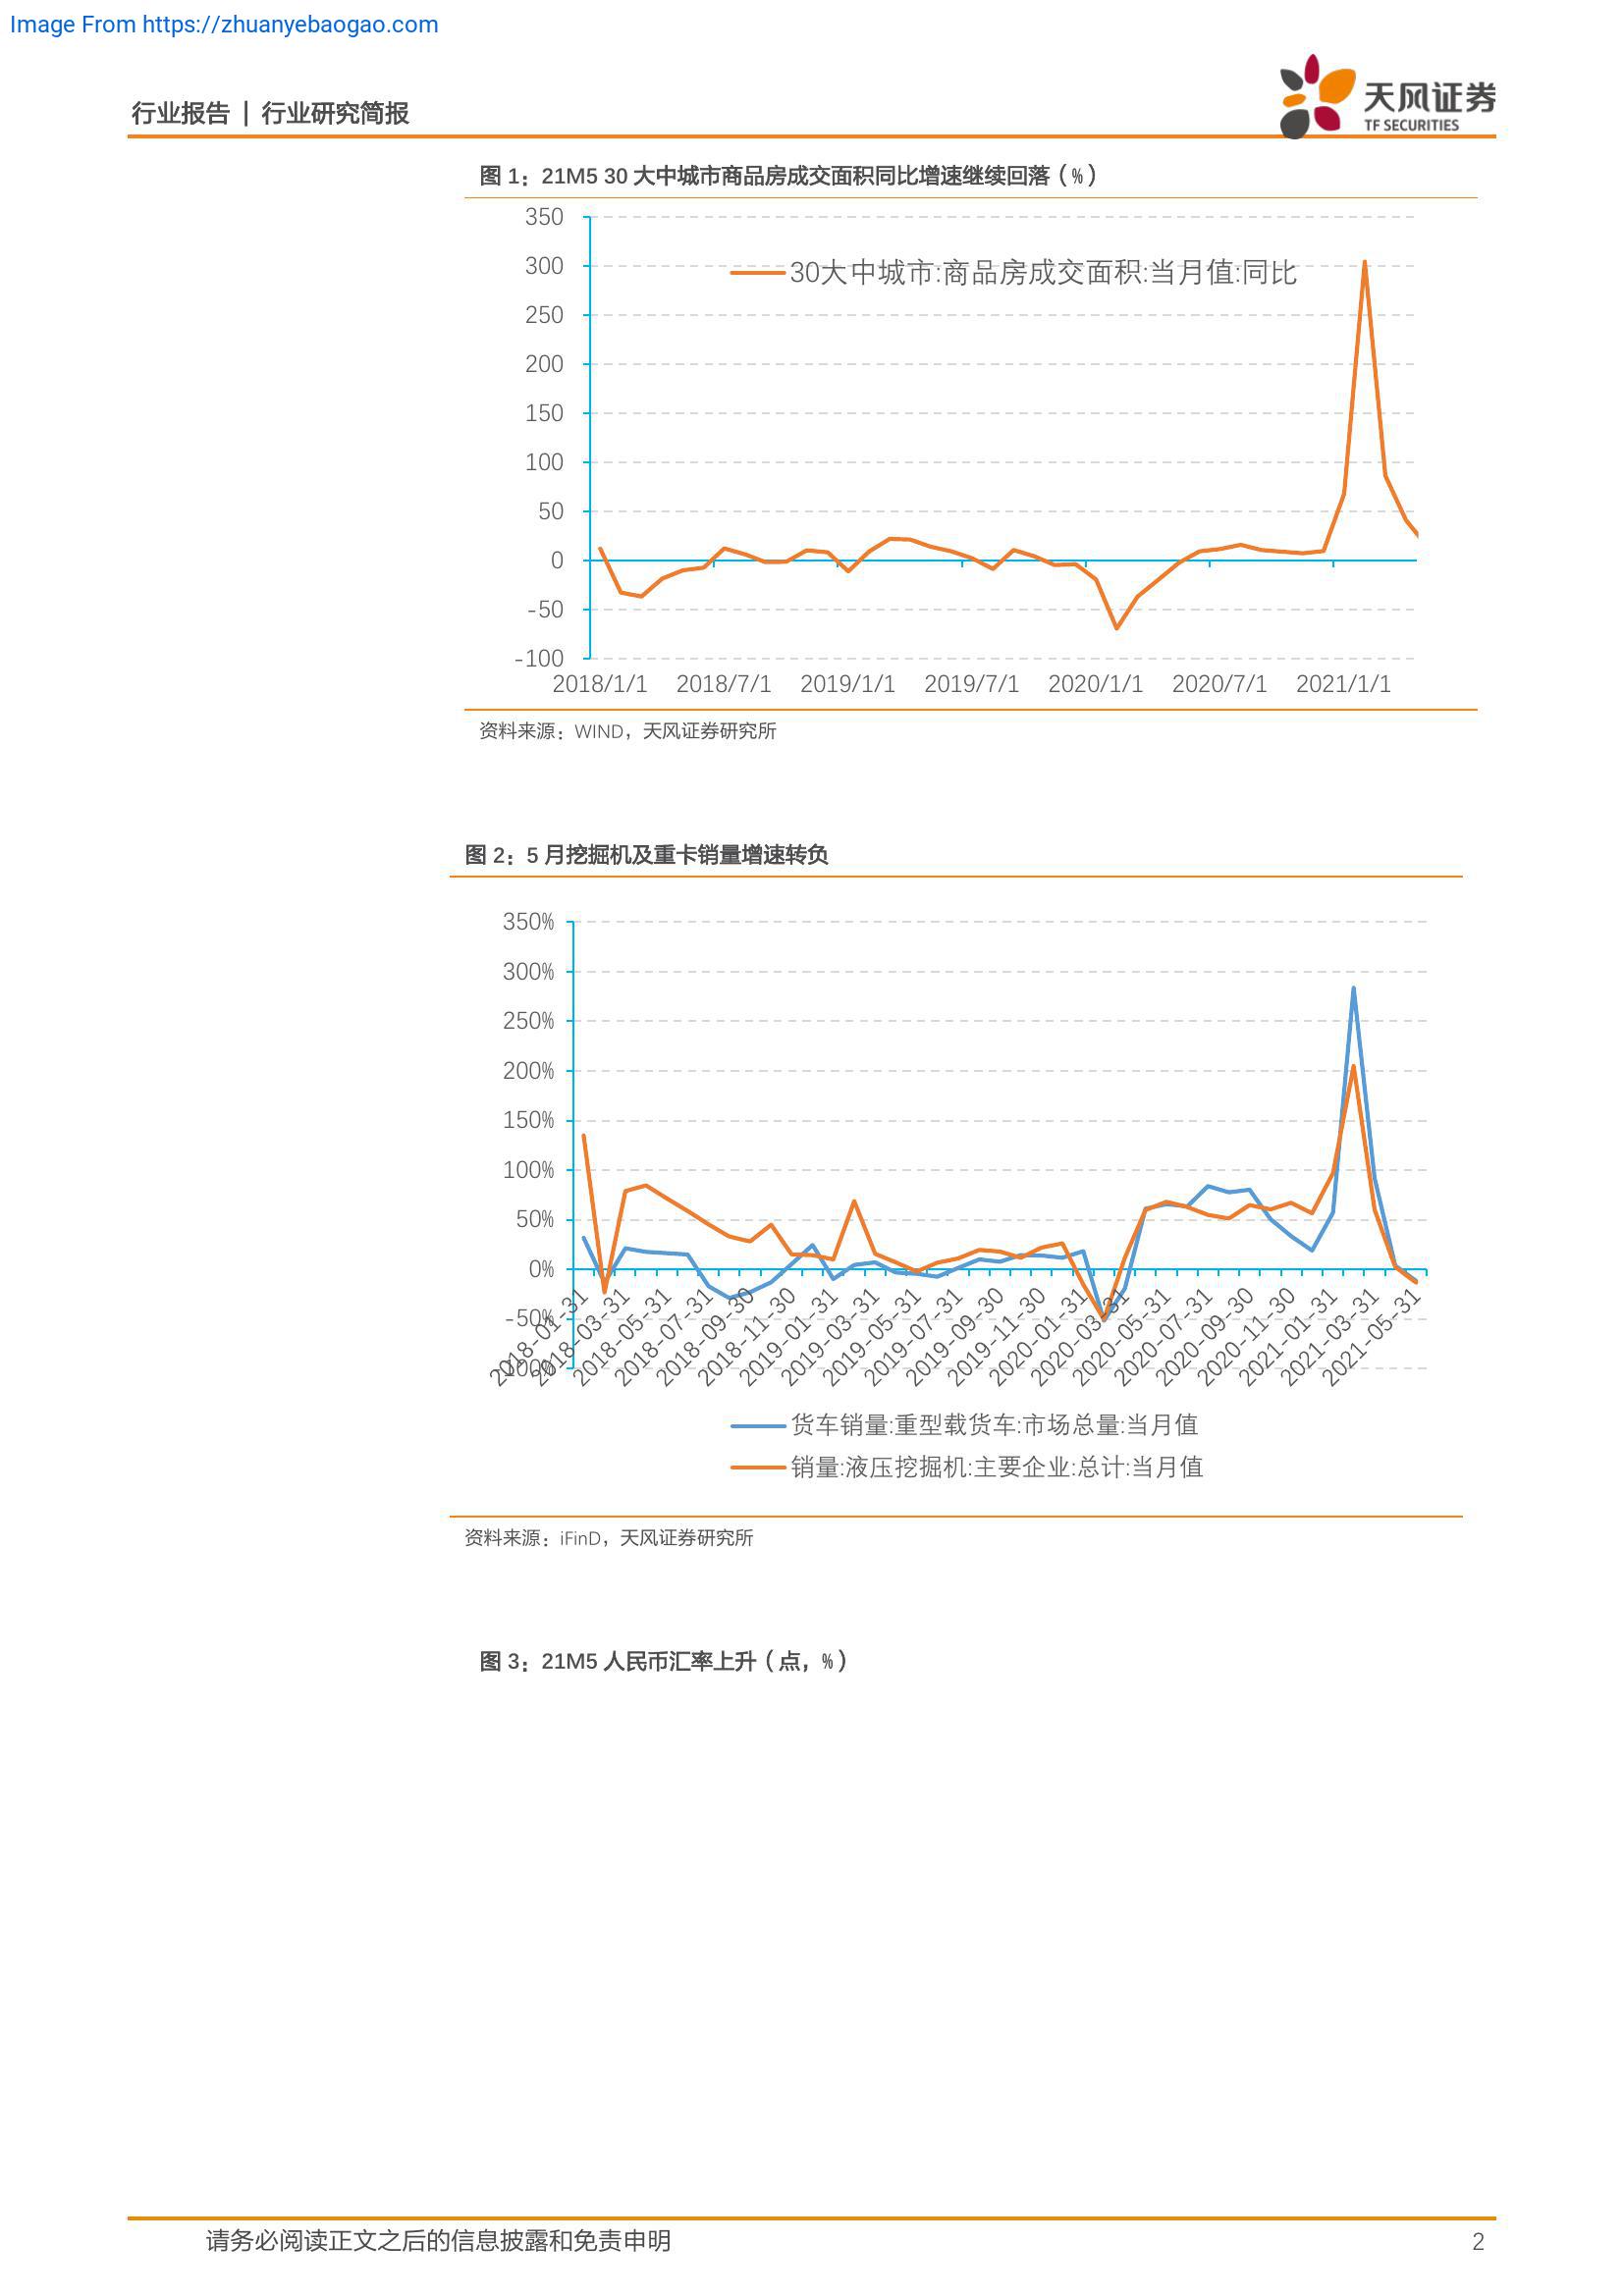 Image From https://zhuanyebaogao.com
行业报告 | 行业研究简报
天风证券
TF SECURITIES
图 1：21M5 30 大中城市商品房成交面积同比增速继续回落（%）
350
300
250
200
150
100
50
0
-50
-100
30大中城市:商品房成交面积:当月值:同比
2018/1/1 2018/7/1 2019/1/1 2019/7/1 2020/1/1 2020/7/1 2021/1/1
资料来源：WIND，天风证券研究所
图 2：5 月挖掘机及重卡销量增速转负
350%
300%
250%
200%
150%
100%
50%
0%
-50%
-100%
2018-01-31 2018-03-31 2018-05-31 2018-07-31 2018-09-30 2018-11-30 2019-01-31 2019-03-31 2019-05-31 2019-07-31 2019-09-30 2019-11-30 2020-01-31 2020-03-31 2020-05-31 2020-07-31 2020-09-30 2020-11-30 2021-01-31 2021-03-31 2021-05-31
货车销量:重型载货车:市场总量:当月值
销量:液压挖掘机:主要企业:总计:当月值
资料来源：iFinD，天风证券研究所
图 3：21M5 人民币汇率上升（点，%）
请务必阅读正文之后的信息披露和免责申明 2